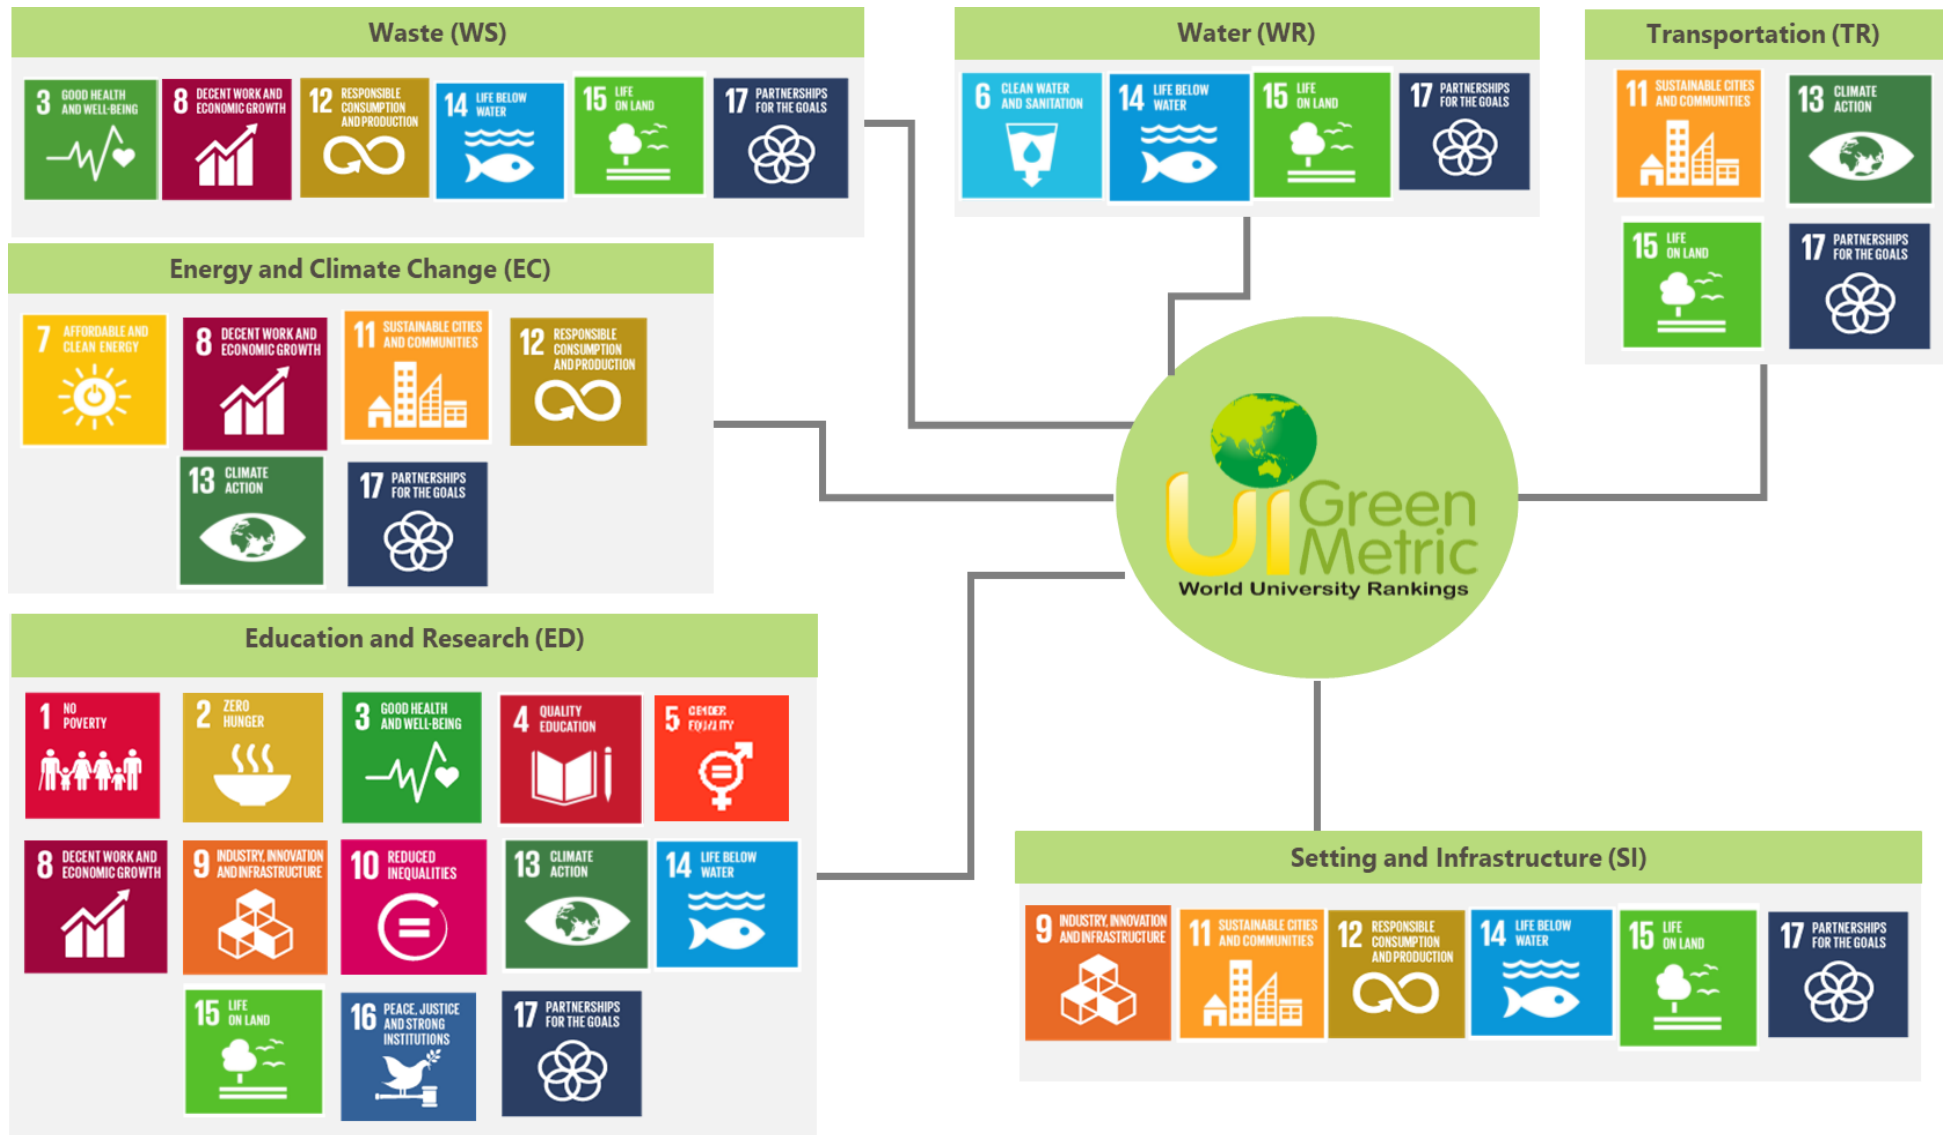 Waste (WS)
3 GOOD HEALTH
AND WELL-BEING
8 DECENT WORK AND
ECONOMIC GROWTH
12 RESPONSIBLE
CONSUMPTION
AND PRODUCTION
14 LIFE BELOW
WATER
15 LIFE
ON LAND
17 PARTNERSHIPS
FOR THE GOALS
Water (WR)
6 CLEAN WATER
AND SANITATION
14 LIFE BELOW
WATER
15 LIFE
ON LAND
17 PARTNERSHIPS
FOR THE GOALS
Transportation (TR)
11 SUSTAINABLE CITIES
AND COMMUNITIES
13 CLIMATE
ACTION
15 LIFE
ON LAND
17 PARTNERSHIPS
FOR THE GOALS
Energy and Climate Change (EC)
7 AFFORDABLE AND
CLEAN ENERGY
8 DECENT WORK AND
ECONOMIC GROWTH
11 SUSTAINABLE CITIES
AND COMMUNITIES
12 RESPONSIBLE
CONSUMPTION
AND PRODUCTION
13 CLIMATE
ACTION
17 PARTNERSHIPS
FOR THE GOALS
UI Green
Metric
World University Rankings
Education and Research (ED)
1 NO
POVERTY
2 ZERO
HUNGER
3 GOOD HEALTH
AND WELL-BEING
4 QUALITY
EDUCATION
5 GENDER
EQUALITY
8 DECENT WORK AND
ECONOMIC GROWTH
9 INDUSTRY, INNOVATION
AND INFRASTRUCTURE
10 REDUCED
INEQUALITIES
13 CLIMATE
ACTION
14 LIFE BELOW
WATER
15 LIFE
ON LAND
16 PEACE, JUSTICE
AND STRONG
INSTITUTIONS
17 PARTNERSHIPS
FOR THE GOALS
Setting and Infrastructure (SI)
9 INDUSTRY, INNOVATION
AND INFRASTRUCTURE
11 SUSTAINABLE CITIES
AND COMMUNITIES
12 RESPONSIBLE
CONSUMPTION
AND PRODUCTION
14 LIFE BELOW
WATER
15 LIFE
ON LAND
17 PARTNERSHIPS
FOR THE GOALS